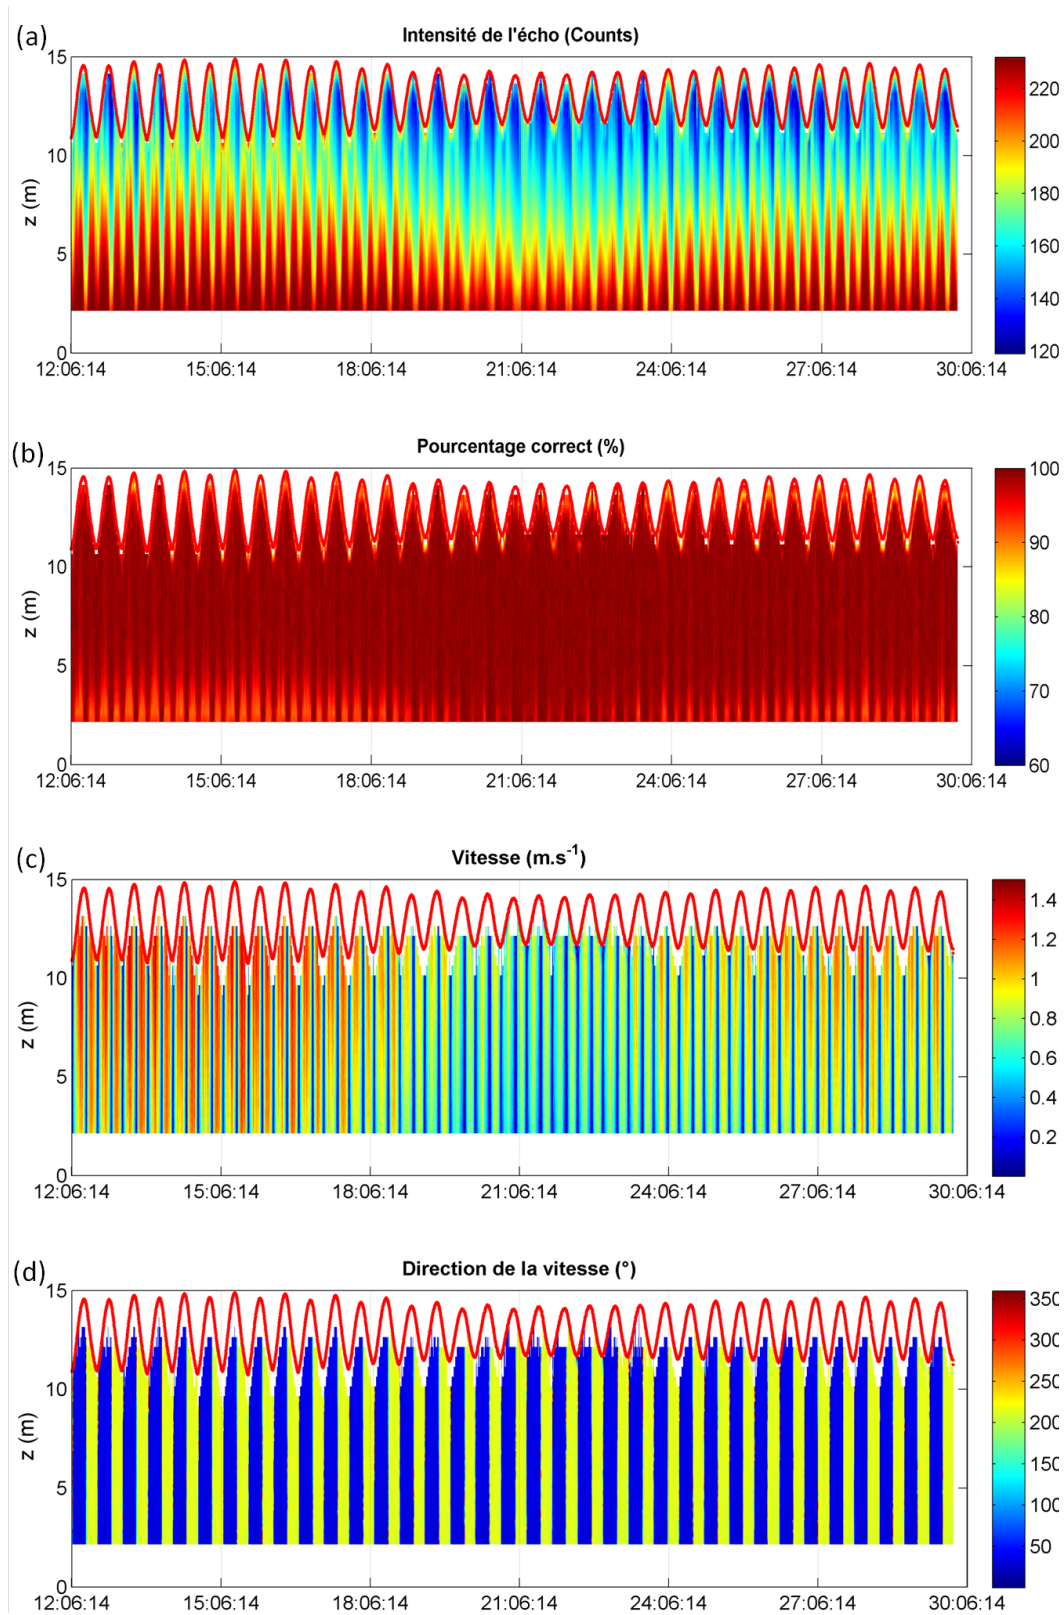 (a)
Intensité de l'écho (Counts)
15
10
5
0
z (m)
12:06:14 15:06:14 18:06:14 21:06:14 24:06:14 27:06:14 30:06:14
220
200
180
160
140
120
(b)
Pourcentage correct (%)
15
10
5
0
z (m)
12:06:14 15:06:14 18:06:14 21:06:14 24:06:14 27:06:14 30:06:14
100
90
80
70
60
(c)
Vitesse (m.s⁻¹)
15
10
5
0
z (m)
12:06:14 15:06:14 18:06:14 21:06:14 24:06:14 27:06:14 30:06:14
1.4
1.2
1
0.8
0.6
0.4
0.2
(d)
Direction de la vitesse (°)
15
10
5
0
z (m)
12:06:14 15:06:14 18:06:14 21:06:14 24:06:14 27:06:14 30:06:14
350
300
250
200
150
100
50